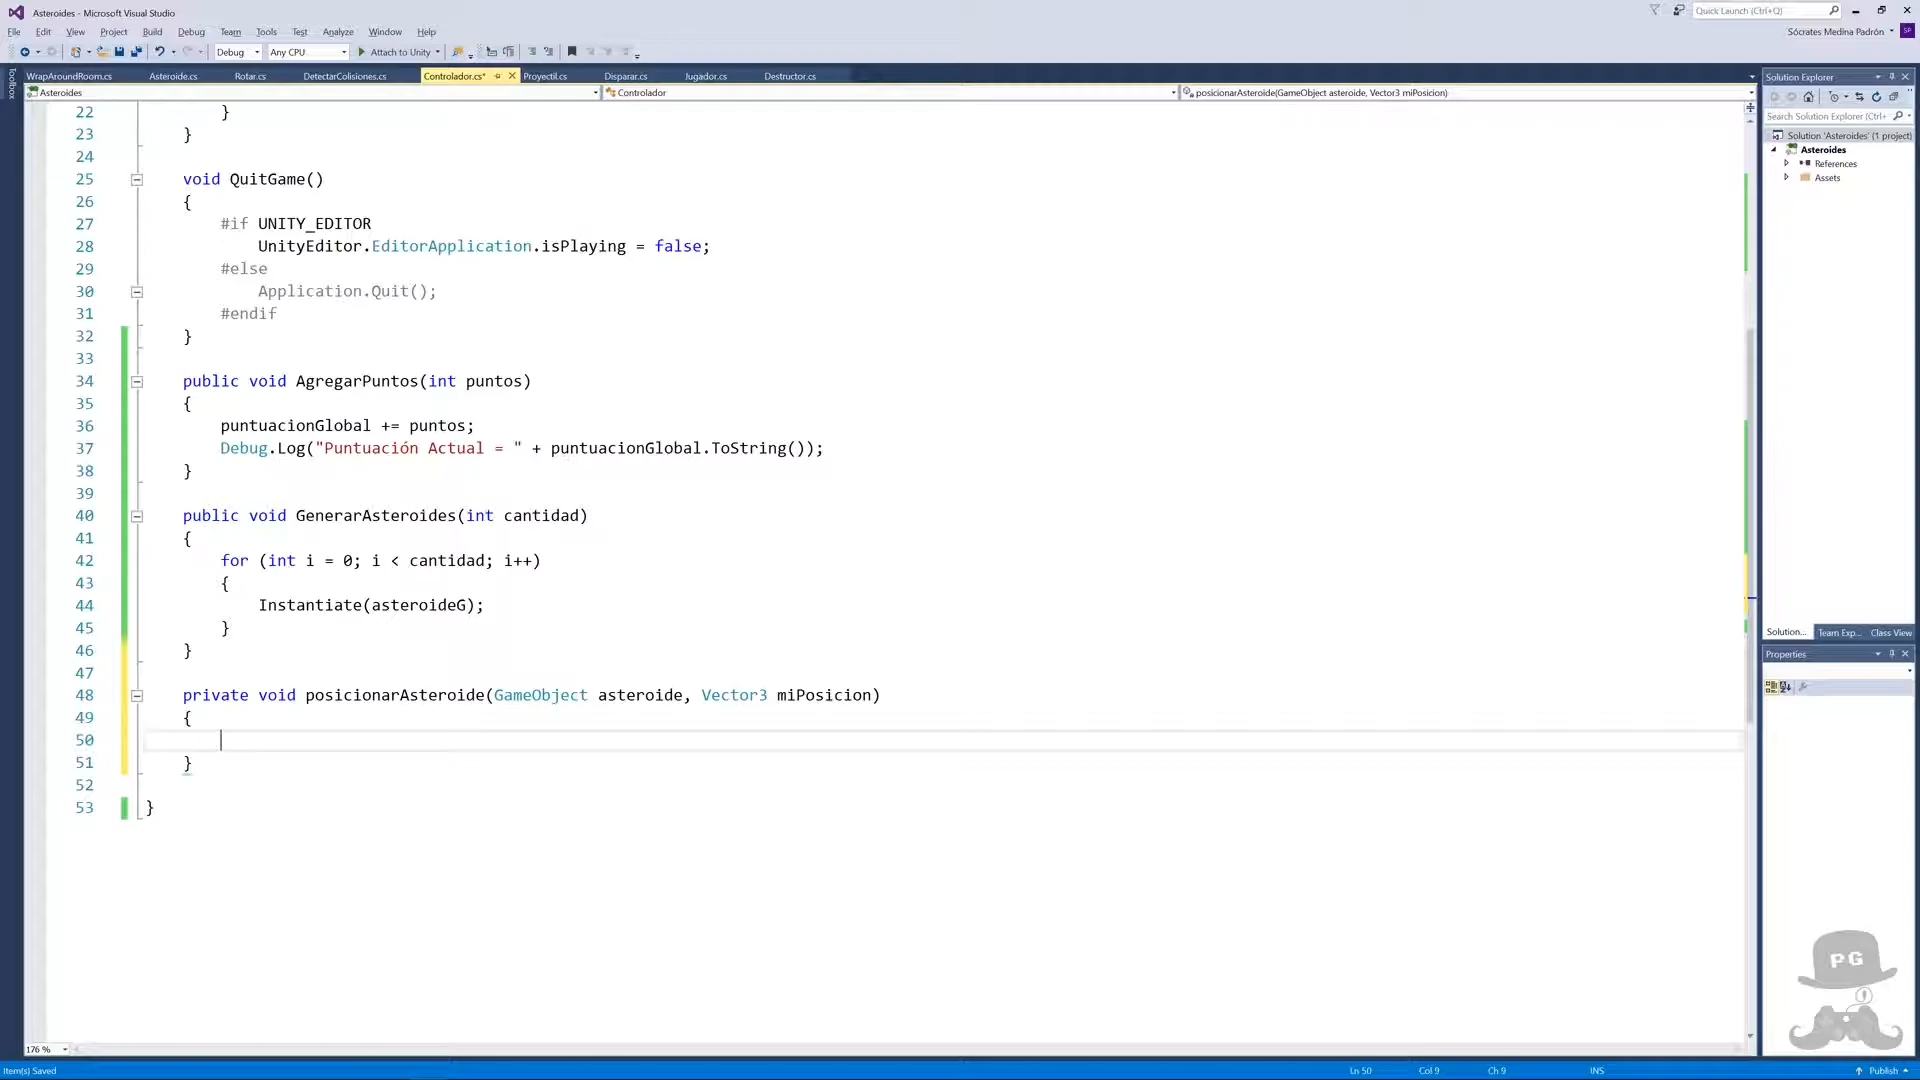 Asteroides - Microsoft Visual Studio
Quick Launch (Ctrl+Q)
File Edit View Project Build Debug Team Tools Test Analyze Window Help
Sócrates Medina Padrón
SP
Debug Any CPU Attach to Unity
WrapAroundRoom.cs Asteroide.cs Rotar.cs DetectarColisiones.cs Controlador.cs* Proyectil.cs Disparar.cs Jugador.cs Destructor.cs
Asteroides Controlador posicionarAsteroide(GameObject asteroide, Vector3 miPosicion)
Toolbox
22 }
23 }
24
25 void QuitGame()
26 {
27 #if UNITY_EDITOR
28 UnityEditor.EditorApplication.isPlaying = false;
29 #else
30 Application.Quit();
31 #endif
32 }
33
34 public void AgregarPuntos(int puntos)
35 {
36 puntuacionGlobal += puntos;
37 Debug.Log("Puntuación Actual = " + puntuacionGlobal.ToString());
38 }
39
40 public void GenerarAsteroides(int cantidad)
41 {
42 for (int i = 0; i < cantidad; i++)
43 {
44 Instantiate(asteroideG);
45 }
46 }
47
48 private void posicionarAsteroide(GameObject asteroide, Vector3 miPosicion)
49 {
50
51 }
52
53 }
176 %
Solution Explorer
Search Solution Explorer (Ctrl+
Solution 'Asteroides' (1 project)
Asteroides
References
Assets
Solution... Team Exp... Class View
Properties
PG
Item(s) Saved Ln 50 Col 9 Ch 9 INS Publish